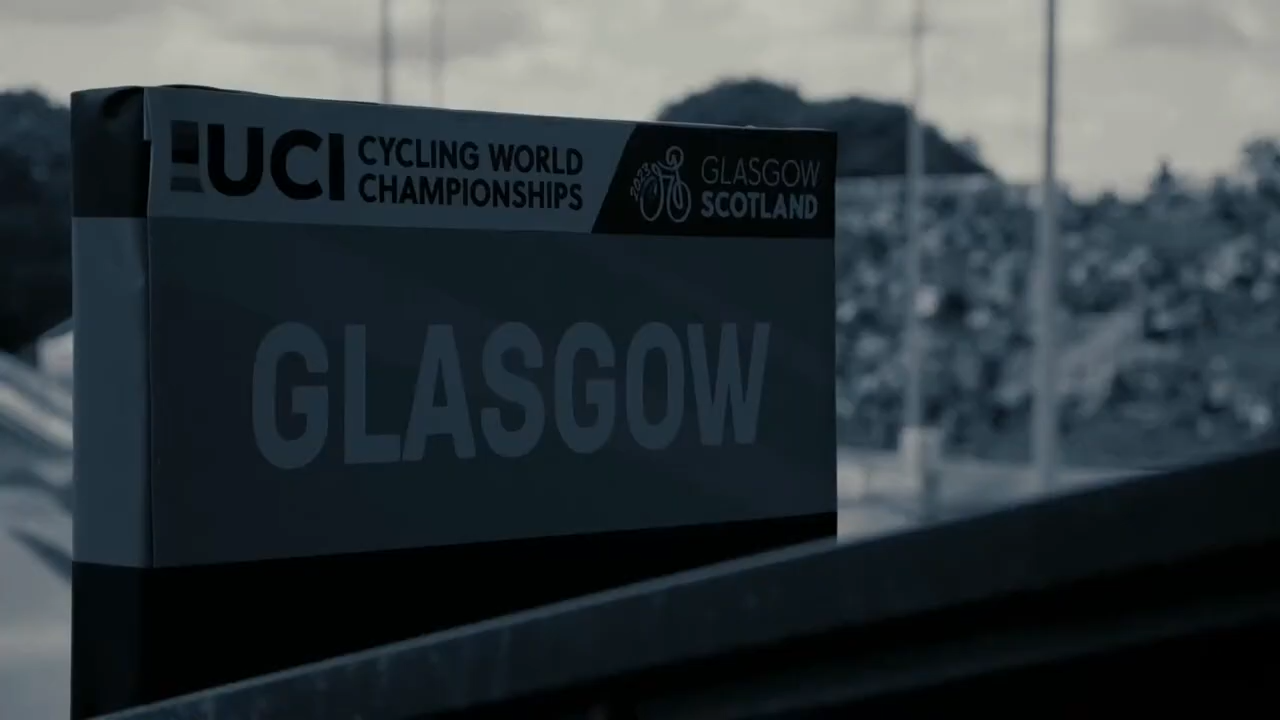 UCI CYCLING WORLD
CHAMPIONSHIPS
2023 GLASGOW
SCOTLAND
GLASGOW